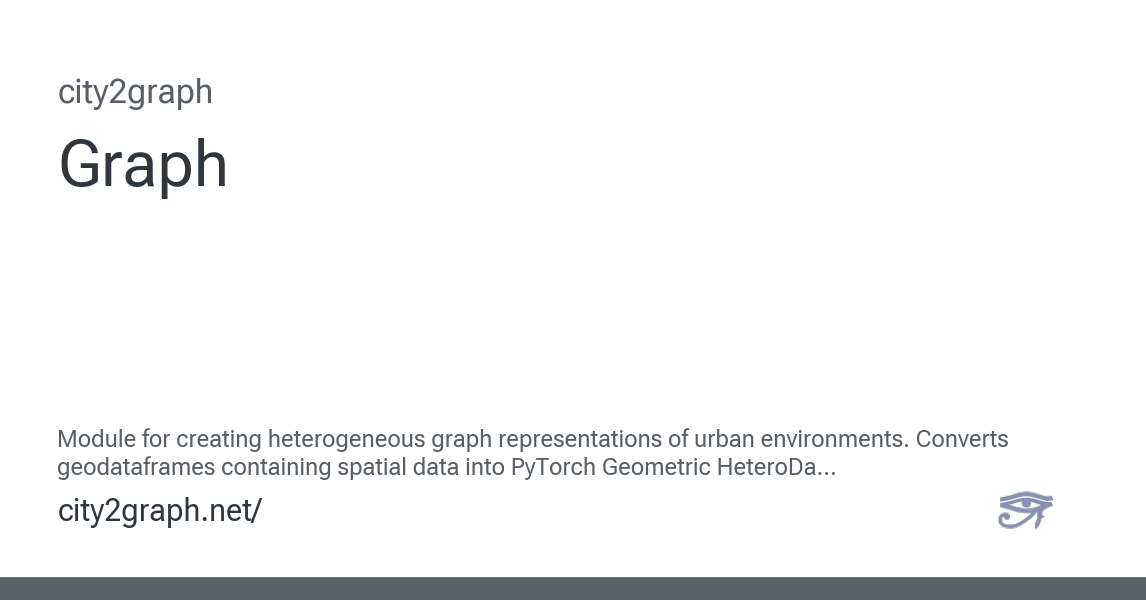 city2graph
Graph
Module for creating heterogeneous graph representations of urban environments. Converts
geodataframes containing spatial data into PyTorch Geometric HeteroDa...
city2graph.net/